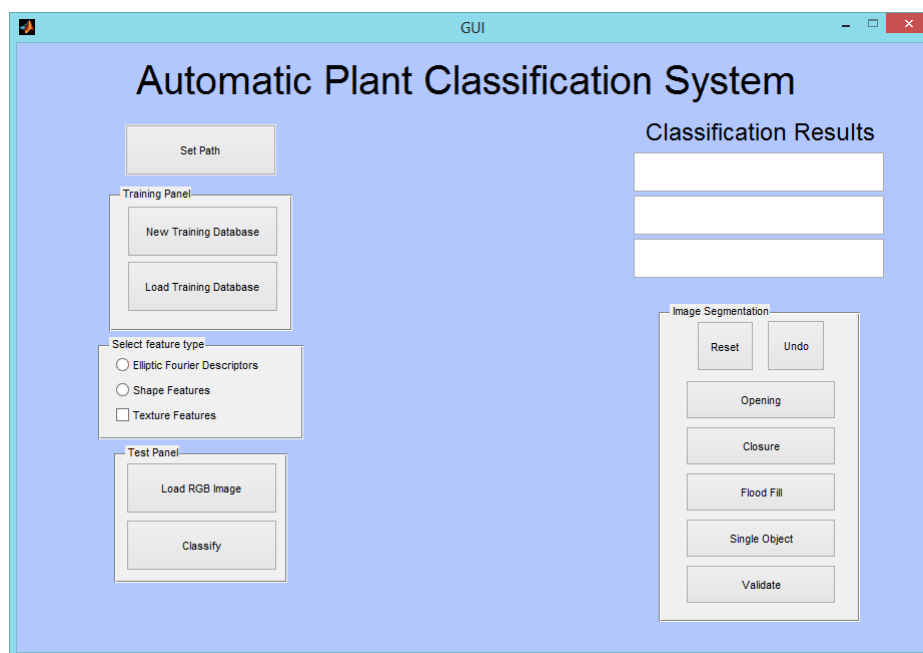 GUI
Automatic Plant Classification System
Set Path
Training Panel
New Training Database
Load Training Database
Select feature type
Elliptic Fourier Descriptors
Shape Features
Texture Features
Test Panel
Load RGB Image
Classify
Classification Results
Image Segmentation
Reset Undo
Opening
Closure
Flood Fill
Single Object
Validate